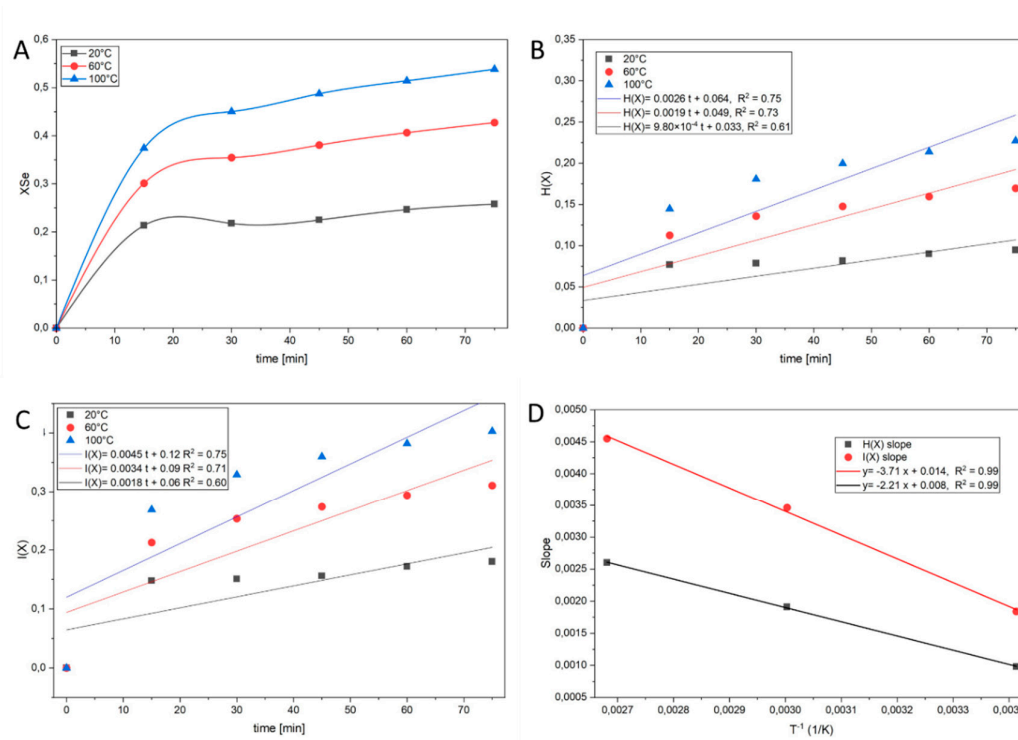 A
0,6
0,5
0,4
0,3
0,2
0,1
0,0
XSe
20°C
60°C
100°C
0 10 20 30 40 50 60 70
time [min]
B
0,35
0,30
0,25
0,20
0,15
0,10
0,05
0,00
H(X)
20°C
60°C
100°C
H(X)= 0.0026 t + 0.064, R² = 0.75
H(X)= 0.0019 t + 0.049, R² = 0.73
H(X)= 9.80×10⁻⁴ t + 0.033, R² = 0.61
0 10 20 30 40 50 60 70
time [min]
C
0,3
0,2
0,1
0,0
I(X)
20°C
60°C
100°C
I(X)= 0.0045 t + 0.12 R² = 0.75
I(X)= 0.0034 t + 0.09 R² = 0.71
I(X)= 0.0018 t + 0.06 R² = 0.60
0 10 20 30 40 50 60 70
time [min]
D
0,0050
0,0045
0,0040
0,0035
0,0030
0,0025
0,0020
0,0015
0,0010
0,0005
Slope
H(X) slope
I(X) slope
y= -3.71 x + 0.014, R² = 0.99
y= -2.21 x + 0.008, R² = 0.99
0,0027 0,0028 0,0029 0,0030 0,0031 0,0032 0,0033
T⁻¹ (1/K)